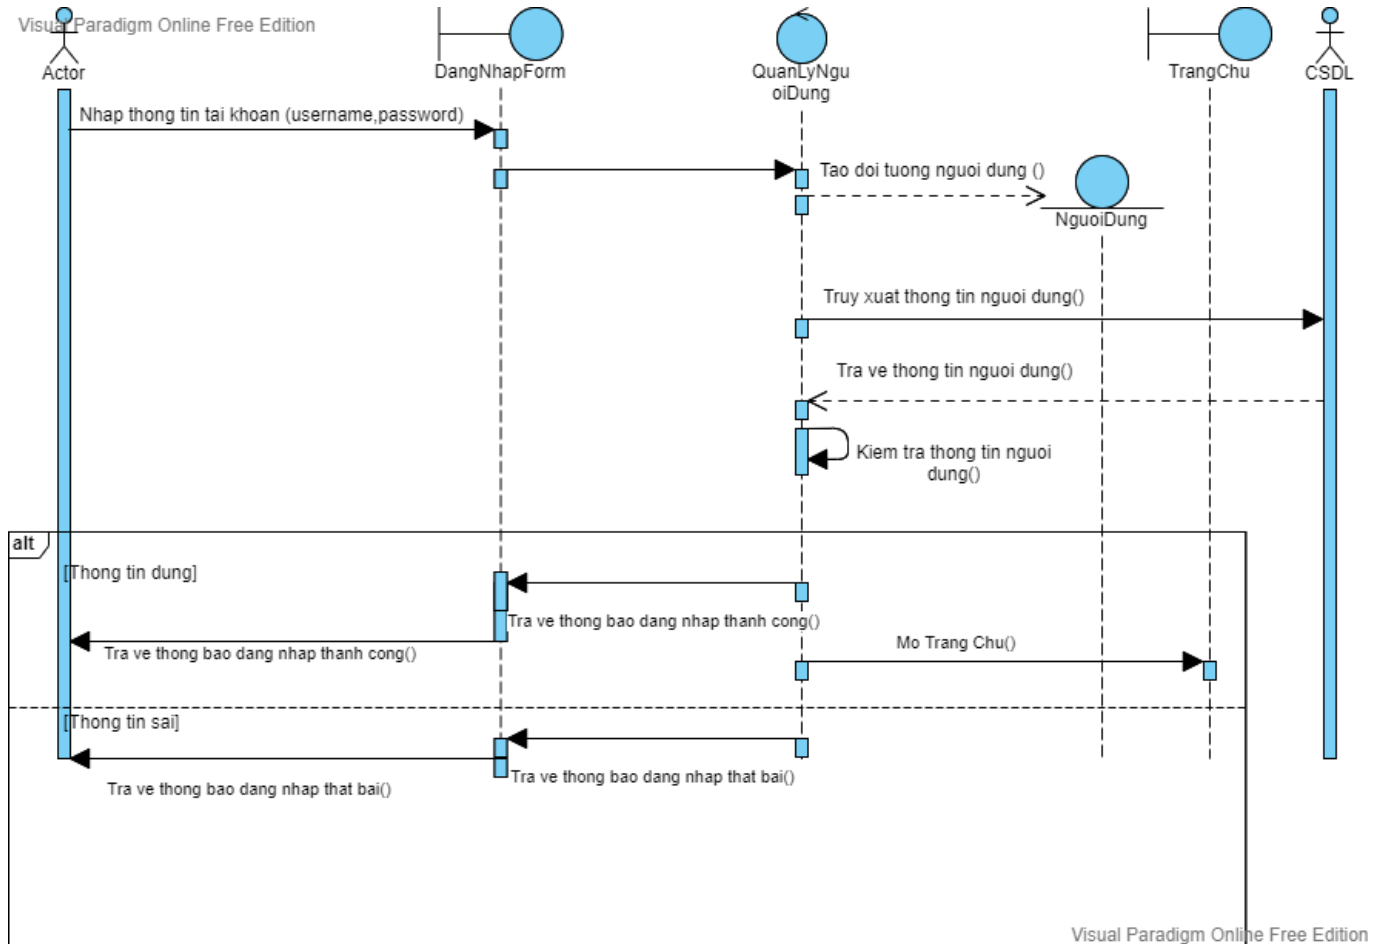 Visual Paradigm Online Free Edition
Actor
DangNhapForm
QuanLyNgu
oiDung
TrangChu
CSDL
Nhap thong tin tai khoan (username,password)
Tao doi tuong nguoi dung ()
NguoiDung
Truy xuat thong tin nguoi dung()
Tra ve thong tin nguoi dung()
Kiem tra thong tin nguoi
dung()
alt
[Thong tin dung]
Tra ve thong bao dang nhap thanh cong()
Tra ve thong bao dang nhap thanh cong()
Mo Trang Chu()
[Thong tin sai]
Tra ve thong bao dang nhap that bai()
Tra ve thong bao dang nhap that bai()
Visual Paradigm Online Free Edition